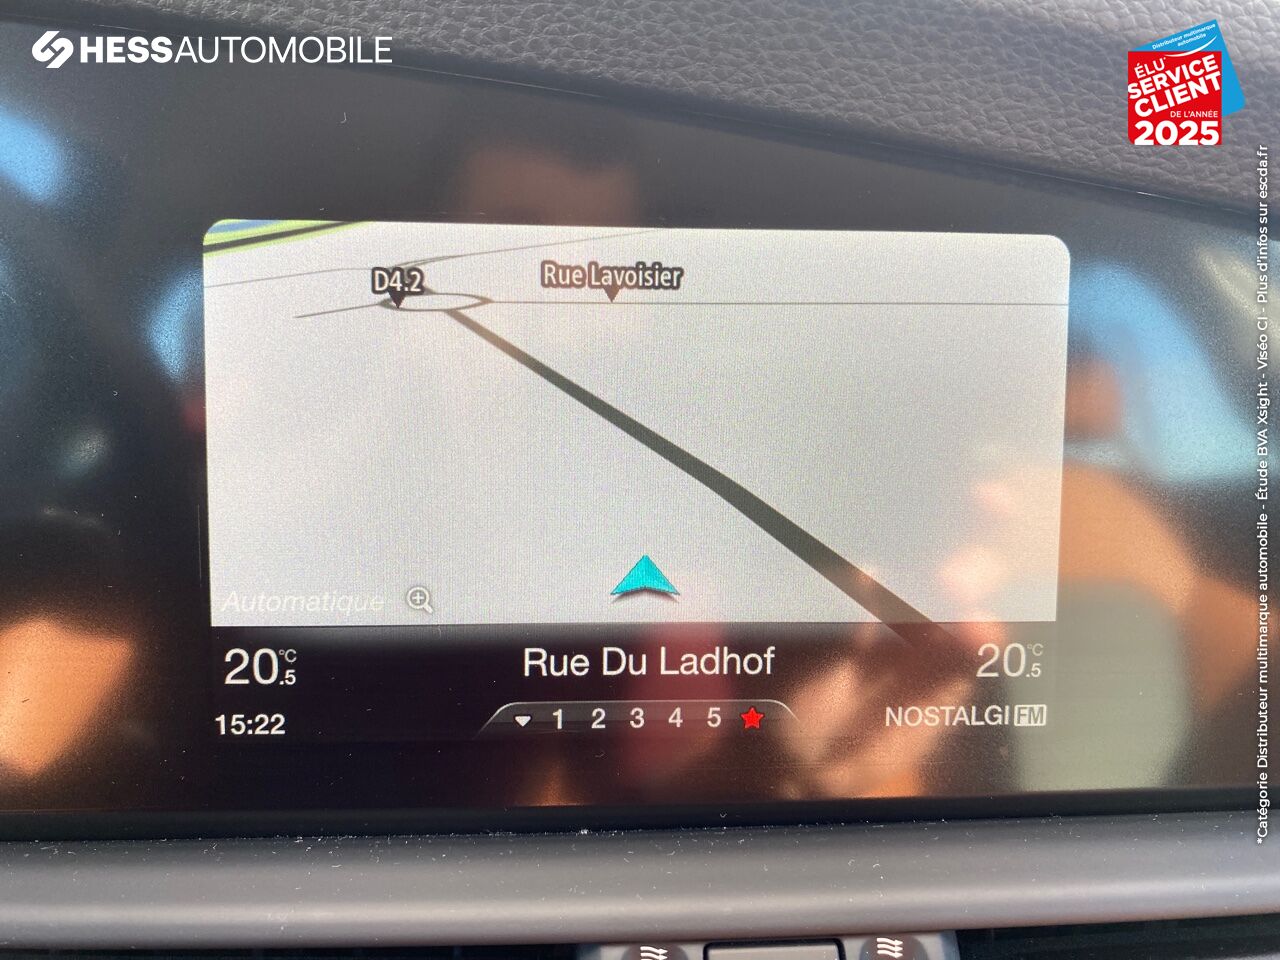 HESSAUTOMOBILE
Distributeur multimarque
automobile
ÉLU
SERVICE
CLIENT
DE L'ANNÉE
2025
*Catégorie Distributeur multimarque automobile - Étude BVA Xsight - Viséo CI - Plus d'infos sur escda.fr
D4.2
Rue Lavoisier
Automatique
20.5 °C
Rue Du Ladhof
20.5 °C
15:22
1 2 3 4 5
NOSTALGI FM